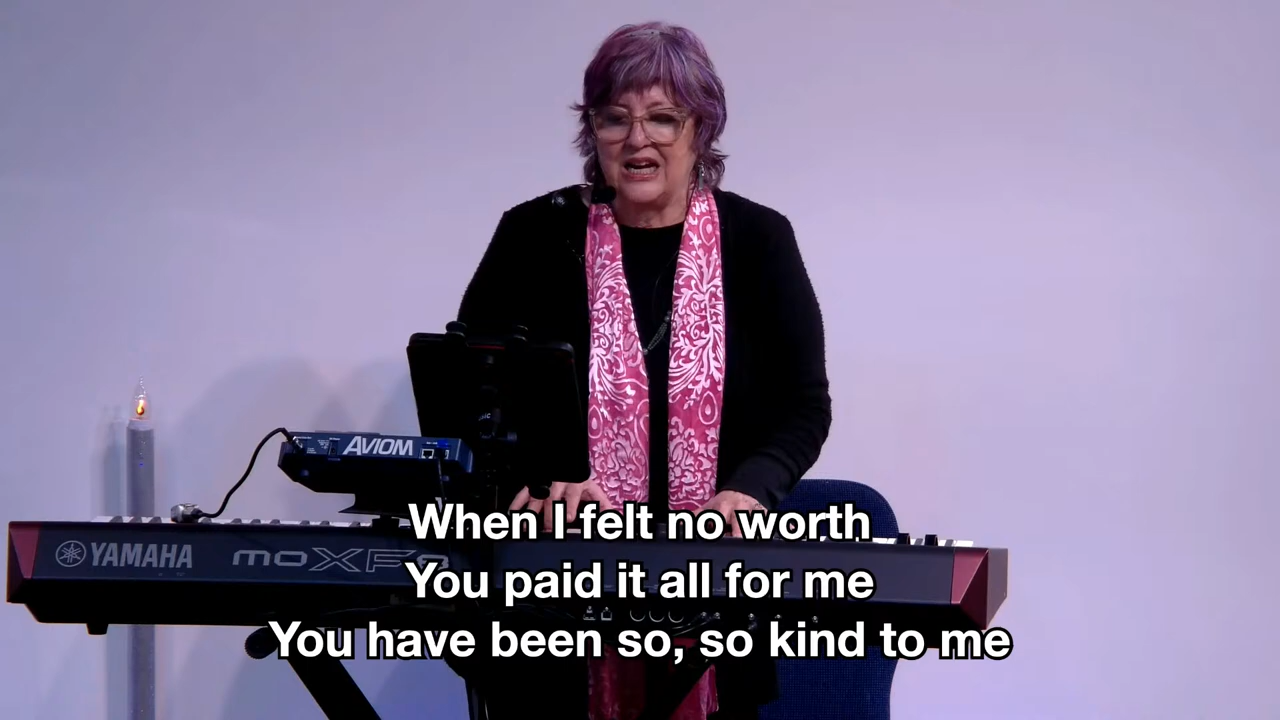 AVIOM
YAMAHA moXF8
When I felt no worth
You paid it all for me
You have been so, so kind to me